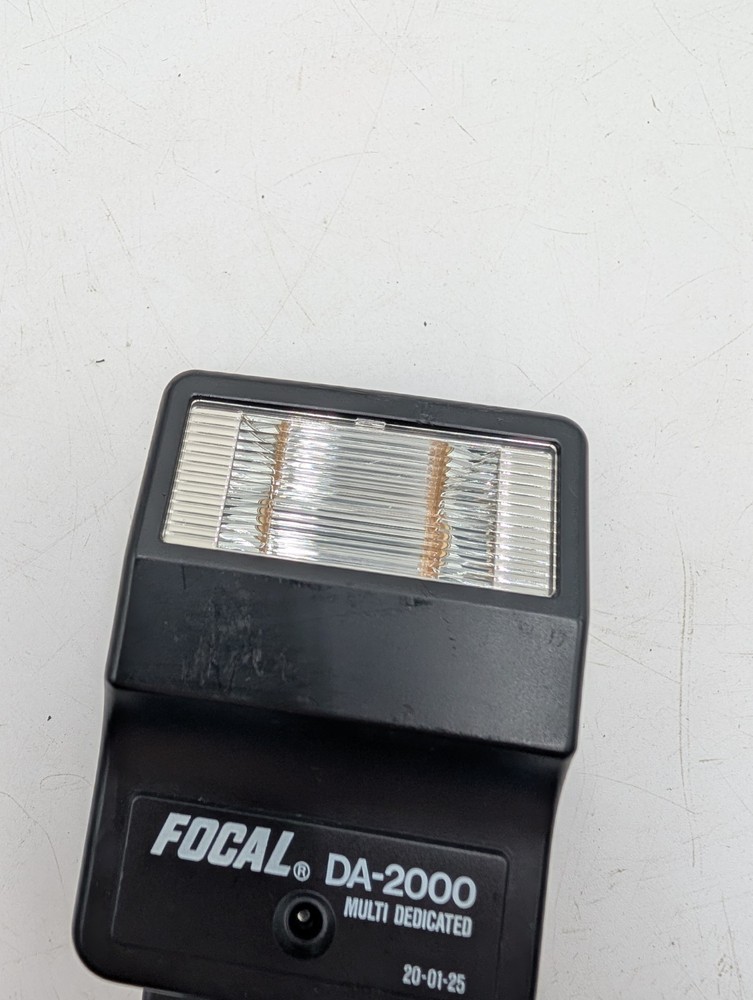 FOCAL® DA-2000
MULTI DEDICATED
20-01-25